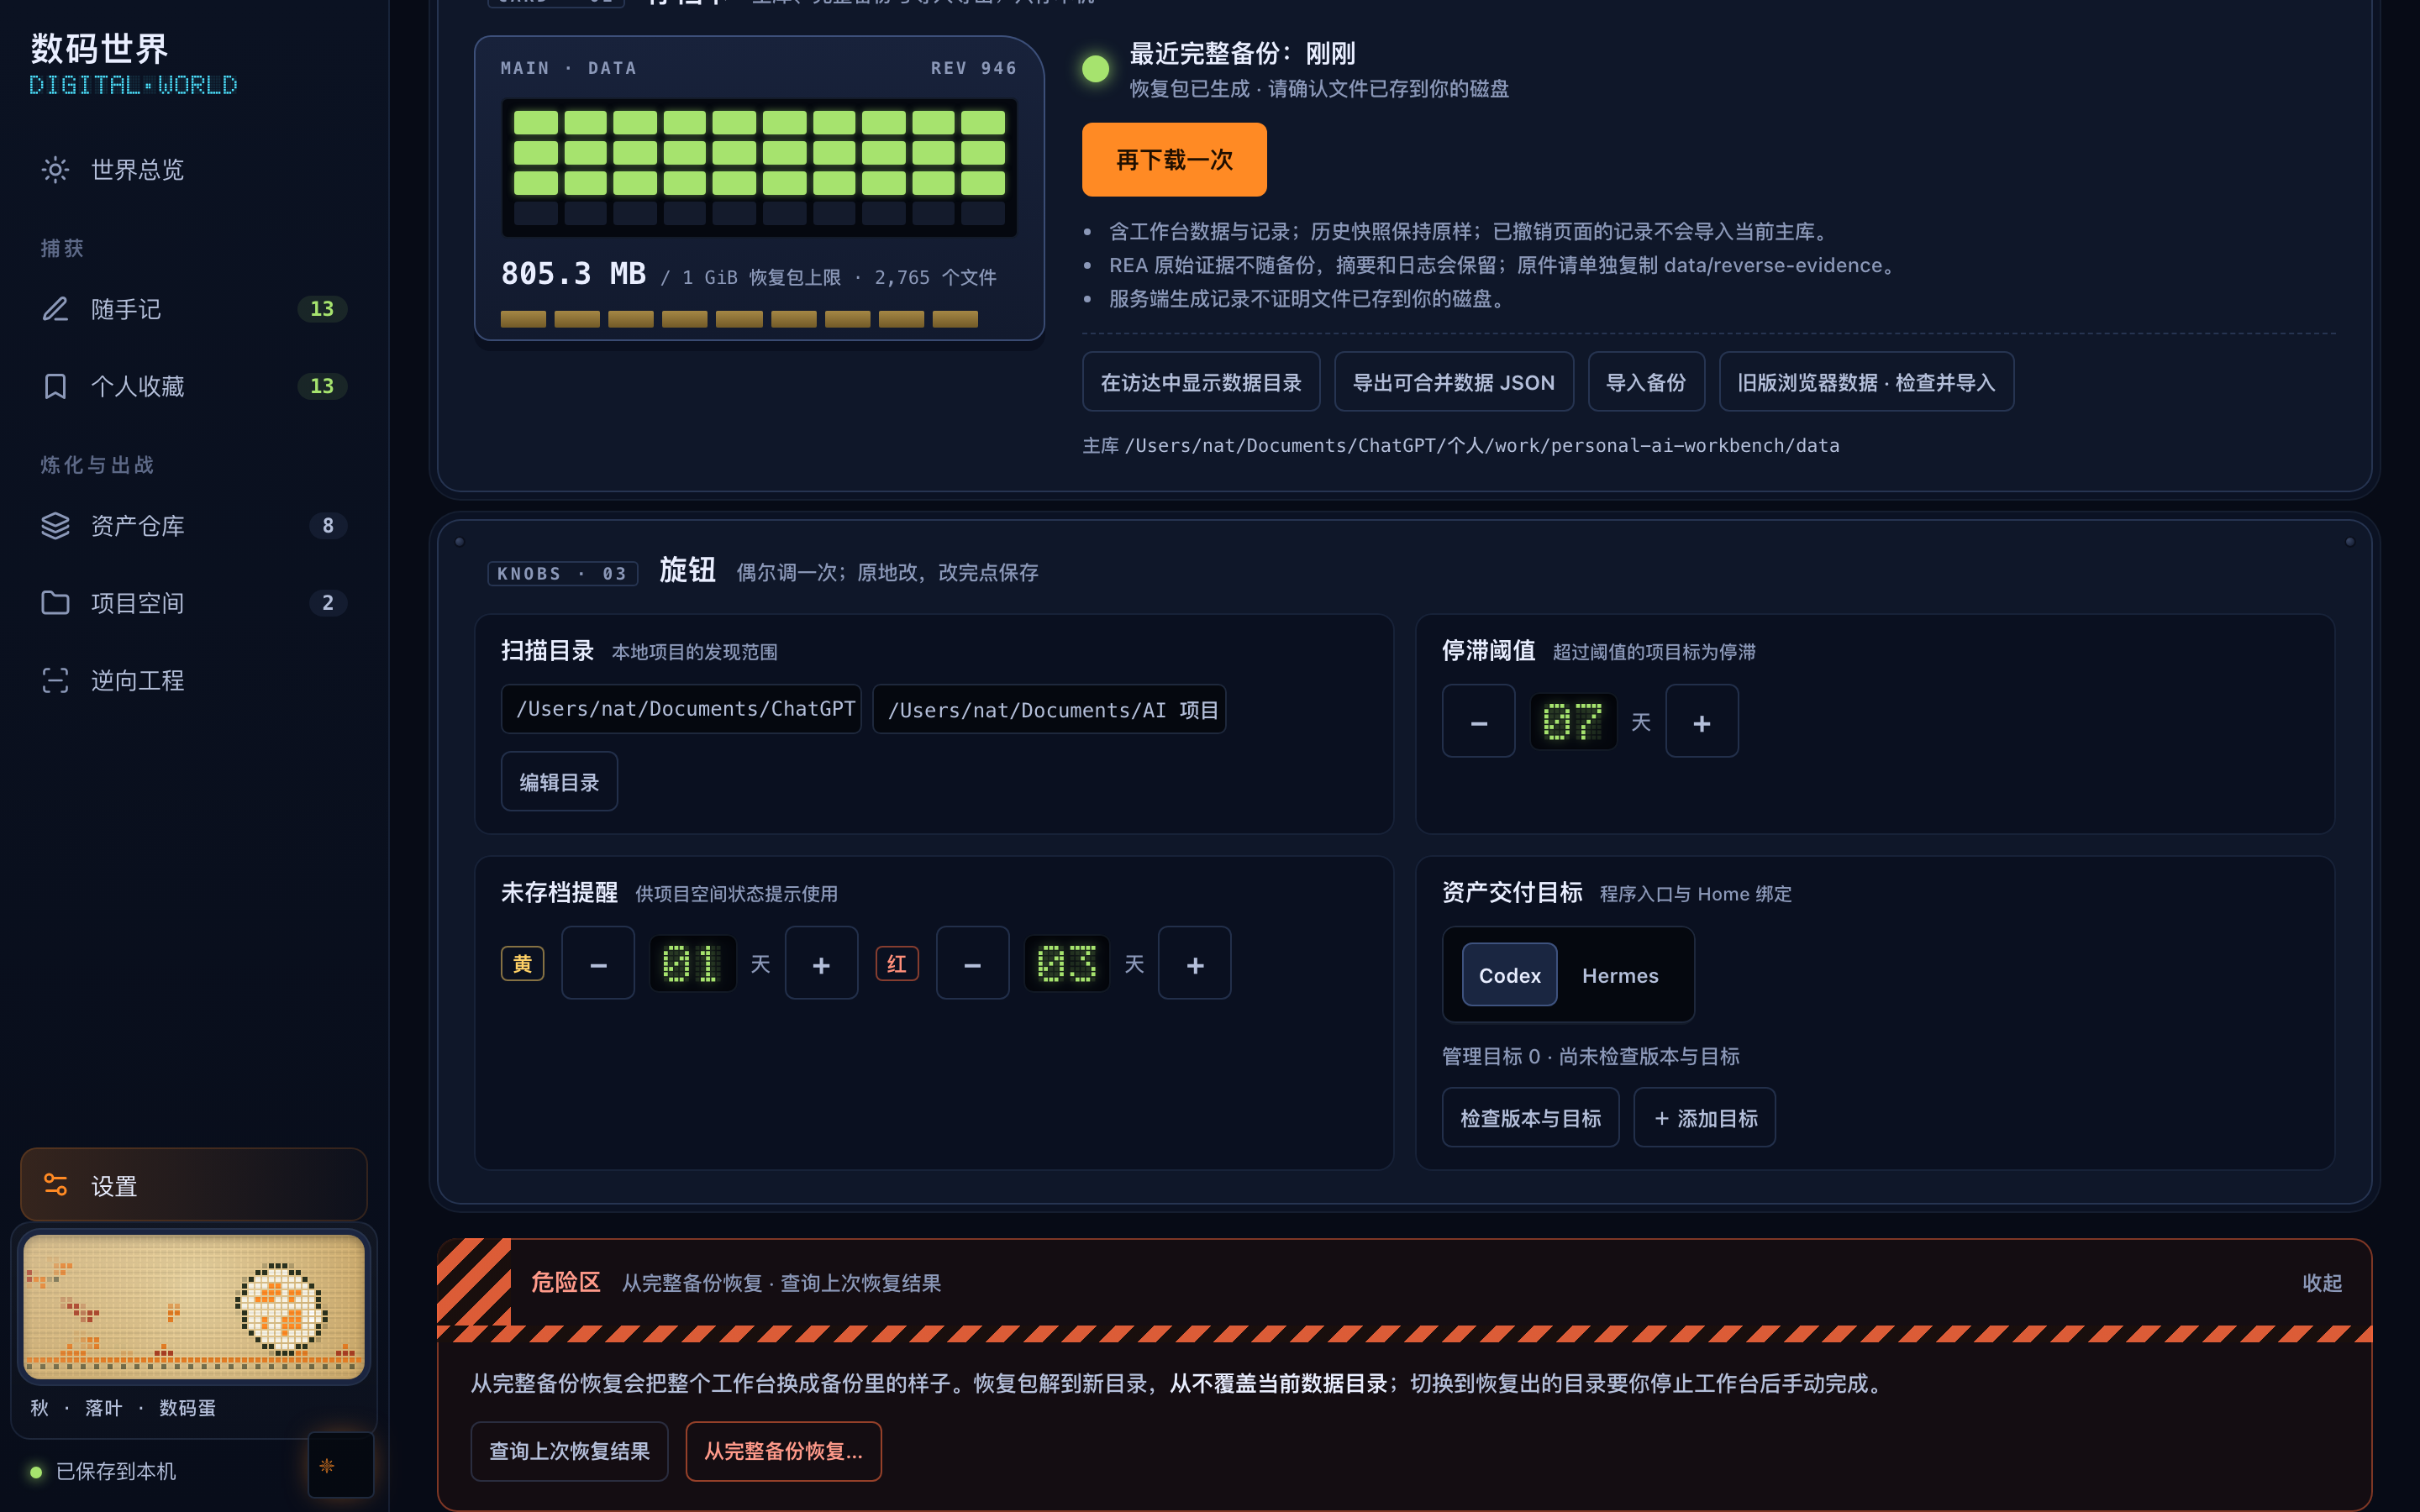 数码世界
DIGITAL·WORLD
世界总览
捕获
随手记 13
个人收藏 13
炼化与出战
资产仓库 8
项目空间 2
逆向工程
设置
秋 · 落叶 · 数码蛋
已保存到本机
MAIN · DATA REV 946
805.3 MB / 1 GiB 恢复包上限 · 2,765 个文件
最近完整备份：刚刚
恢复包已生成 · 请确认文件已存到你的磁盘
再下载一次
• 含工作台数据与记录；历史快照保持原样；已撤销页面的记录不会导入当前主库。
• REA 原始证据不随备份，摘要和日志会保留；原件请单独复制 data/reverse-evidence。
• 服务端生成记录不证明文件已存到你的磁盘。
在访达中显示数据目录 导出可合并数据 JSON 导入备份 旧版浏览器数据 · 检查并导入
主库 /Users/nat/Documents/ChatGPT/个人/work/personal-ai-workbench/data
KNOBS · 03 旋钮 偶尔调一次；原地改，改完点保存
扫描目录 本地项目的发现范围
/Users/nat/Documents/ChatGPT /Users/nat/Documents/AI 项目
编辑目录
停滞阈值 超过阈值的项目标为停滞
− 07 天 +
未存档提醒 供项目空间状态提示使用
黄 − 01 天 + 红 − 03 天 +
资产交付目标 程序入口与 Home 绑定
Codex Hermes
管理目标 0 · 尚未检查版本与目标
检查版本与目标 + 添加目标
危险区 从完整备份恢复 · 查询上次恢复结果 收起
从完整备份恢复会把整个工作台换成备份里的样子。恢复包解到新目录，从不覆盖当前数据目录；切换到恢复出的目录要你停止工作台后手动完成。
查询上次恢复结果 从完整备份恢复...